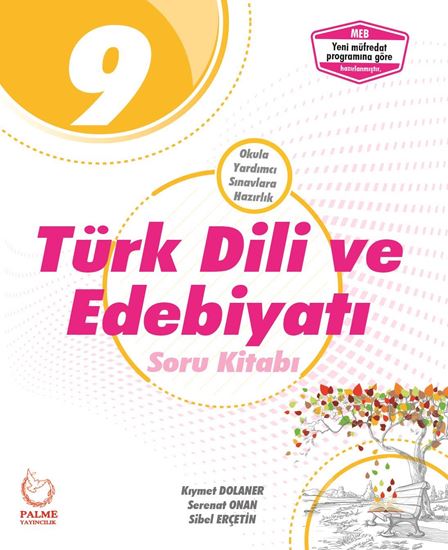 9
MEB
Yeni müfredat
programına göre
hazırlanmıştır.
Okula
Yardımcı
Sınavlara
Hazırlık
Türk Dili ve
Edebiyatı
Soru Kitabı
Kıymet DOLANER
Serenat ONAN
Sibel ERÇETİN
PALME
YAYINCILIK